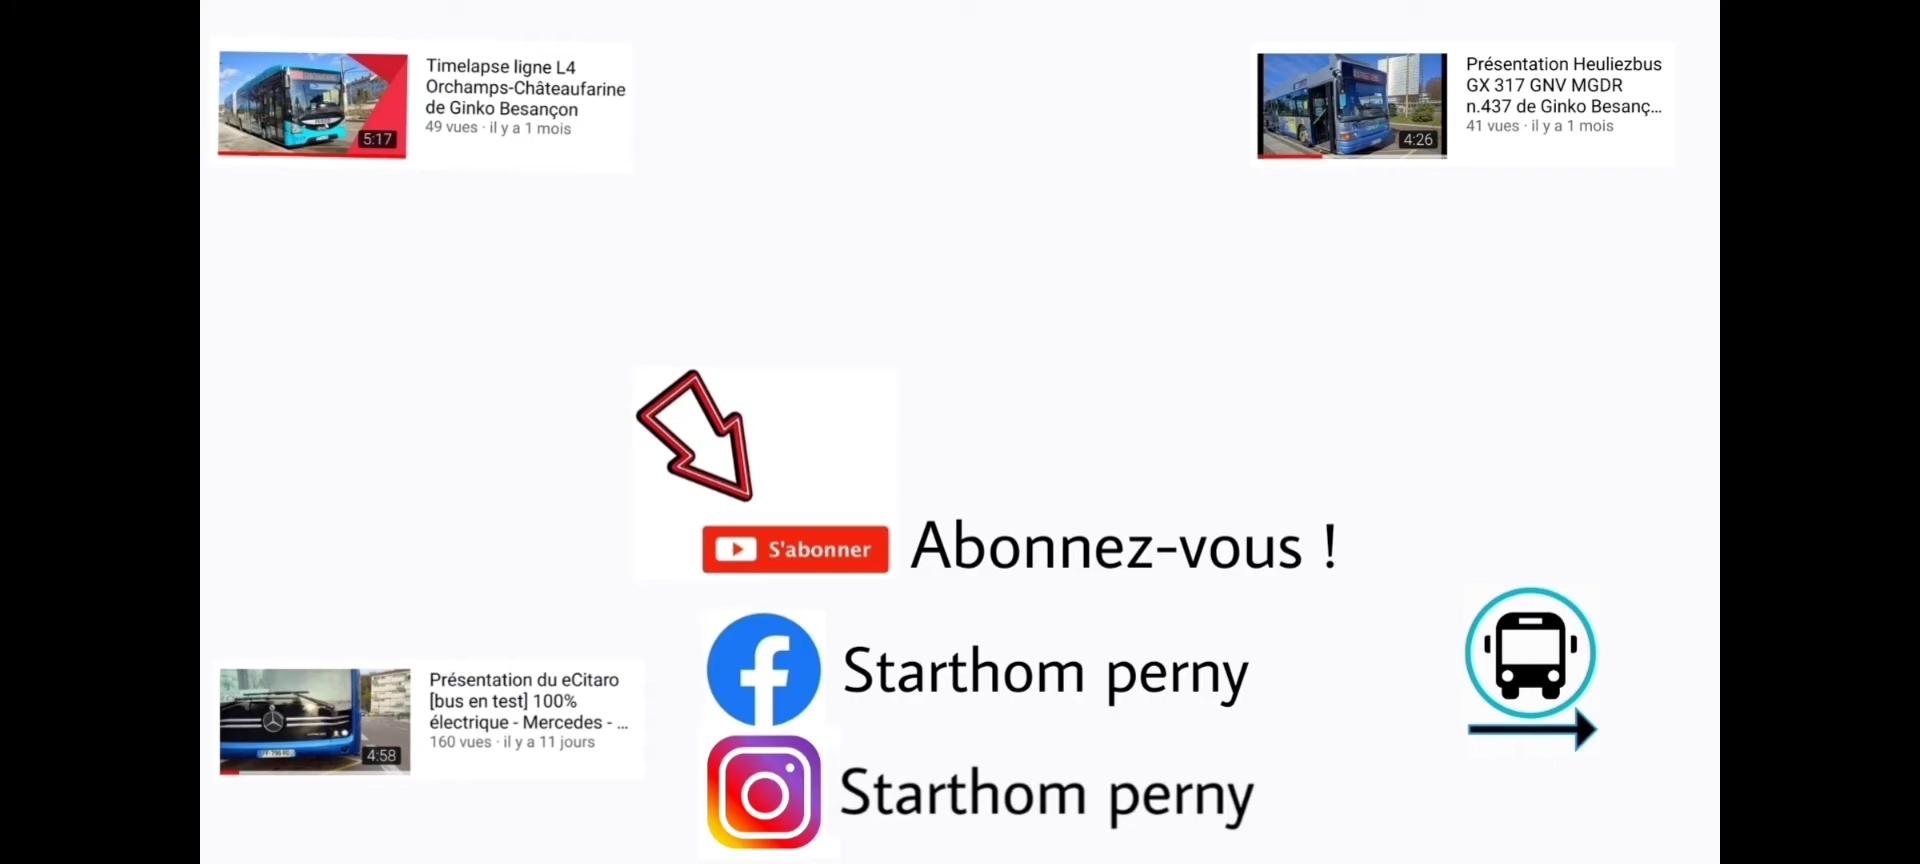 Timelapse ligne L4
Orchamps-Châteaufarine
de Ginko Besançon
49 vues · il y a 1 mois
5:17
Présentation Heuliezbus
GX 317 GNV MGDR
n.437 de Ginko Besanç...
41 vues · il y a 1 mois
4:26
S'abonner
Abonnez-vous !
Starthom perny
Présentation du eCitaro
[bus en test] 100%
électrique - Mercedes - ...
160 vues · il y a 11 jours
4:58
Starthom perny